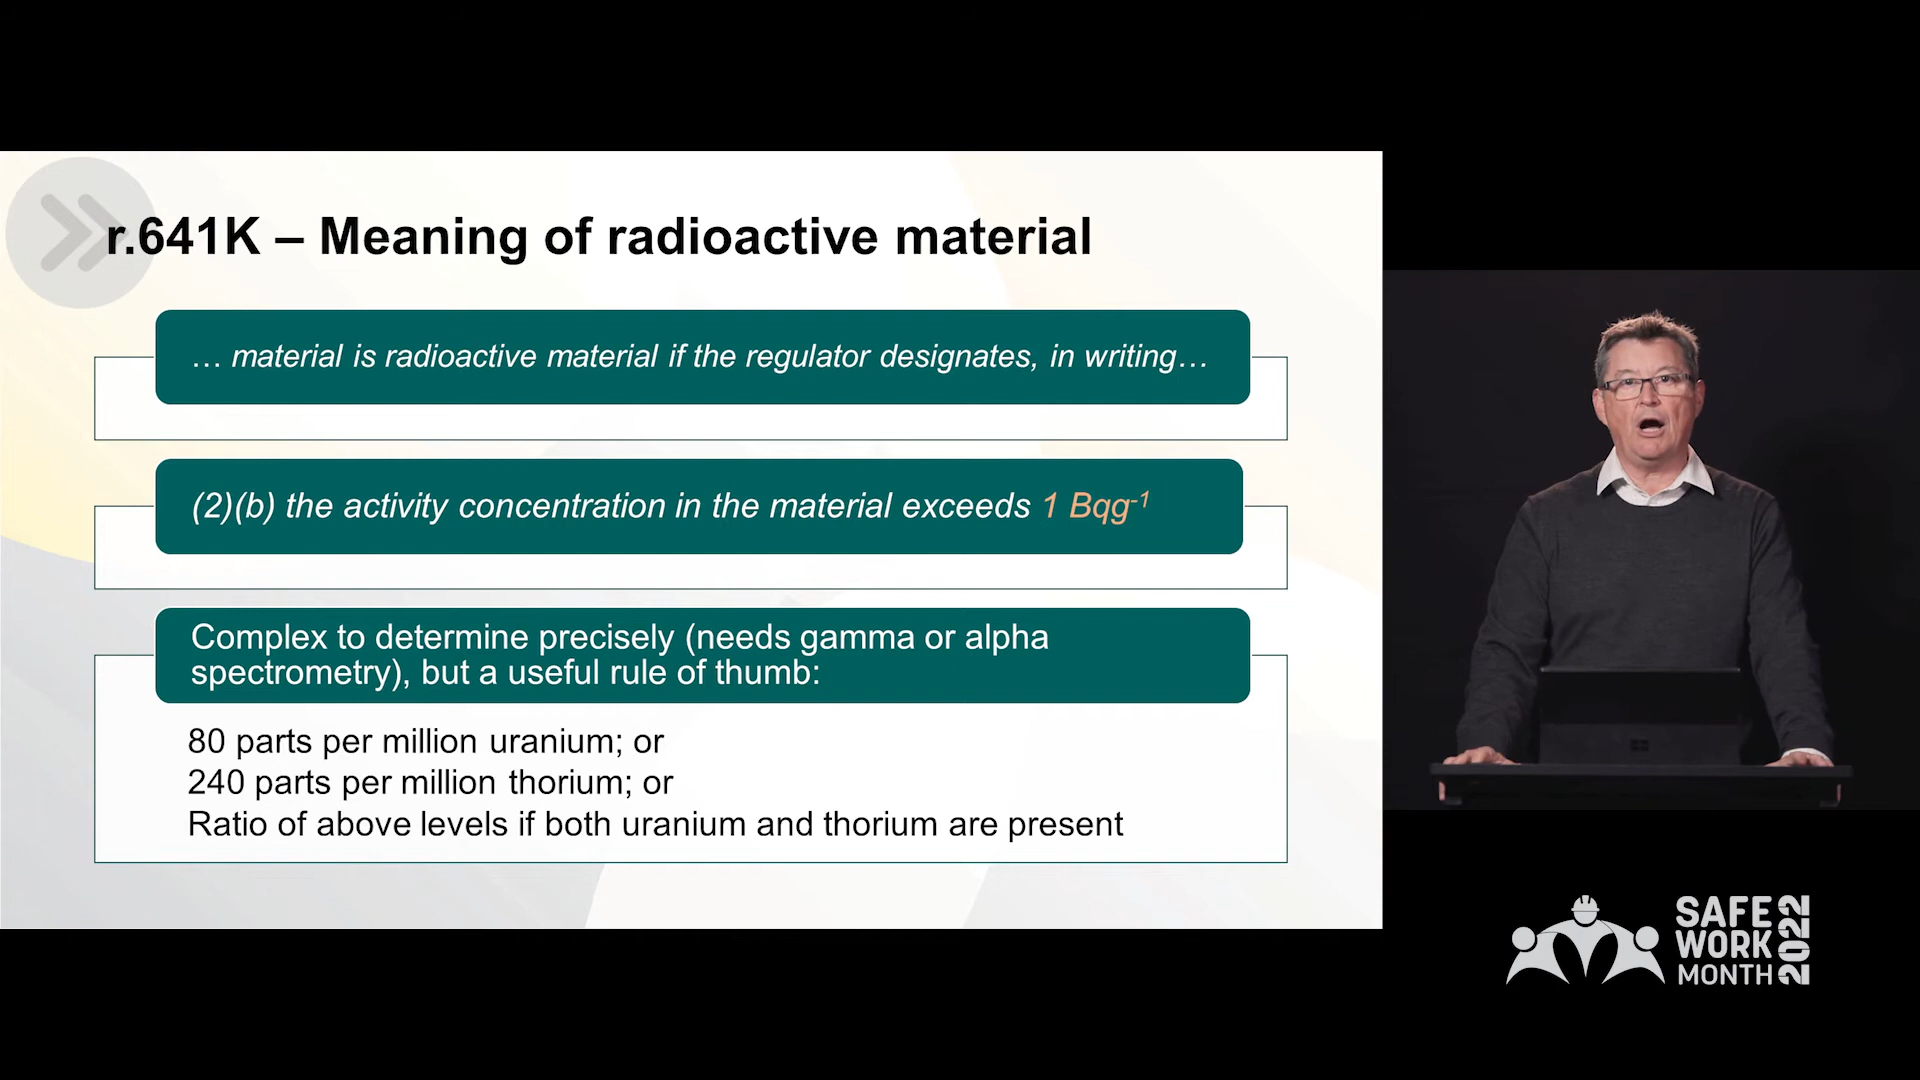 r.641K – Meaning of radioactive material
… material is radioactive material if the regulator designates, in writing…
(2)(b) the activity concentration in the material exceeds 1 Bqg-1
Complex to determine precisely (needs gamma or alpha
spectrometry), but a useful rule of thumb:
80 parts per million uranium; or
240 parts per million thorium; or
Ratio of above levels if both uranium and thorium are present
SAFE
WORK
MONTH
2022